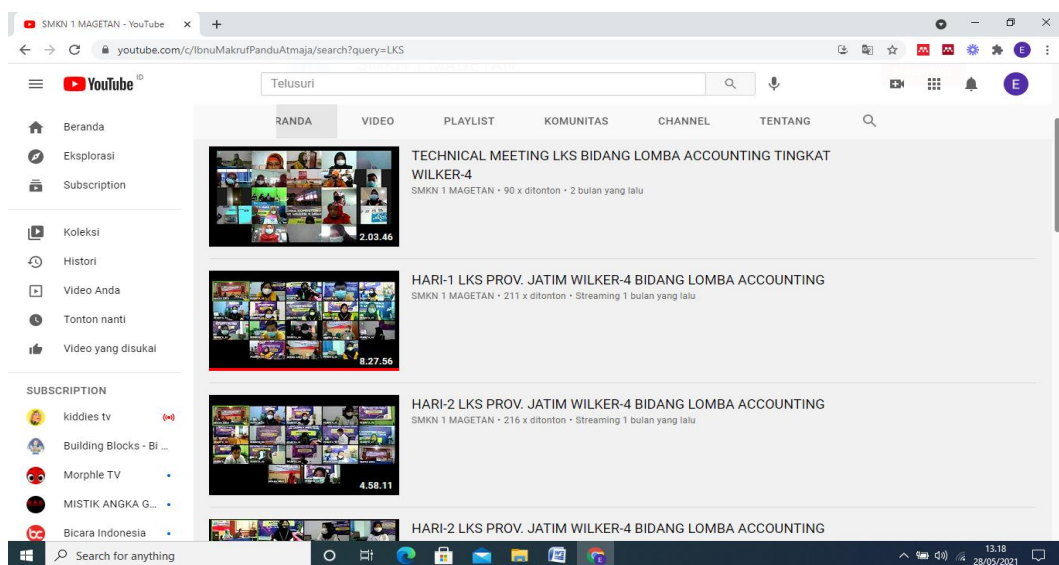 SMKN 1 MAGETAN - YouTube
youtube.com/c/IbnuMakrufPanduAtmaja/search?query=LKS
E
YouTube ID
Telusuri
E
RANDA VIDEO PLAYLIST KOMUNITAS CHANNEL TENTANG
Beranda
Eksplorasi
Subscription
Koleksi
Histori
Video Anda
Tonton nanti
Video yang disukai
SUBSCRIPTION
kiddies tv
Building Blocks - Bi ...
Morphle TV
MISTIK ANGKA G...
Bicara Indonesia
TECHNICAL MEETING LKS BIDANG LOMBA ACCOUNTING TINGKAT
WILKER-4
SMKN 1 MAGETAN • 90 x ditonton • 2 bulan yang lalu
2.03.46
HARI-1 LKS PROV. JATIM WILKER-4 BIDANG LOMBA ACCOUNTING
SMKN 1 MAGETAN • 211 x ditonton • Streaming 1 bulan yang lalu
8.27.56
HARI-2 LKS PROV. JATIM WILKER-4 BIDANG LOMBA ACCOUNTING
SMKN 1 MAGETAN • 216 x ditonton • Streaming 1 bulan yang lalu
4.58.11
HARI-2 LKS PROV. JATIM WILKER-4 BIDANG LOMBA ACCOUNTING
Search for anything
13.18
28/05/2021